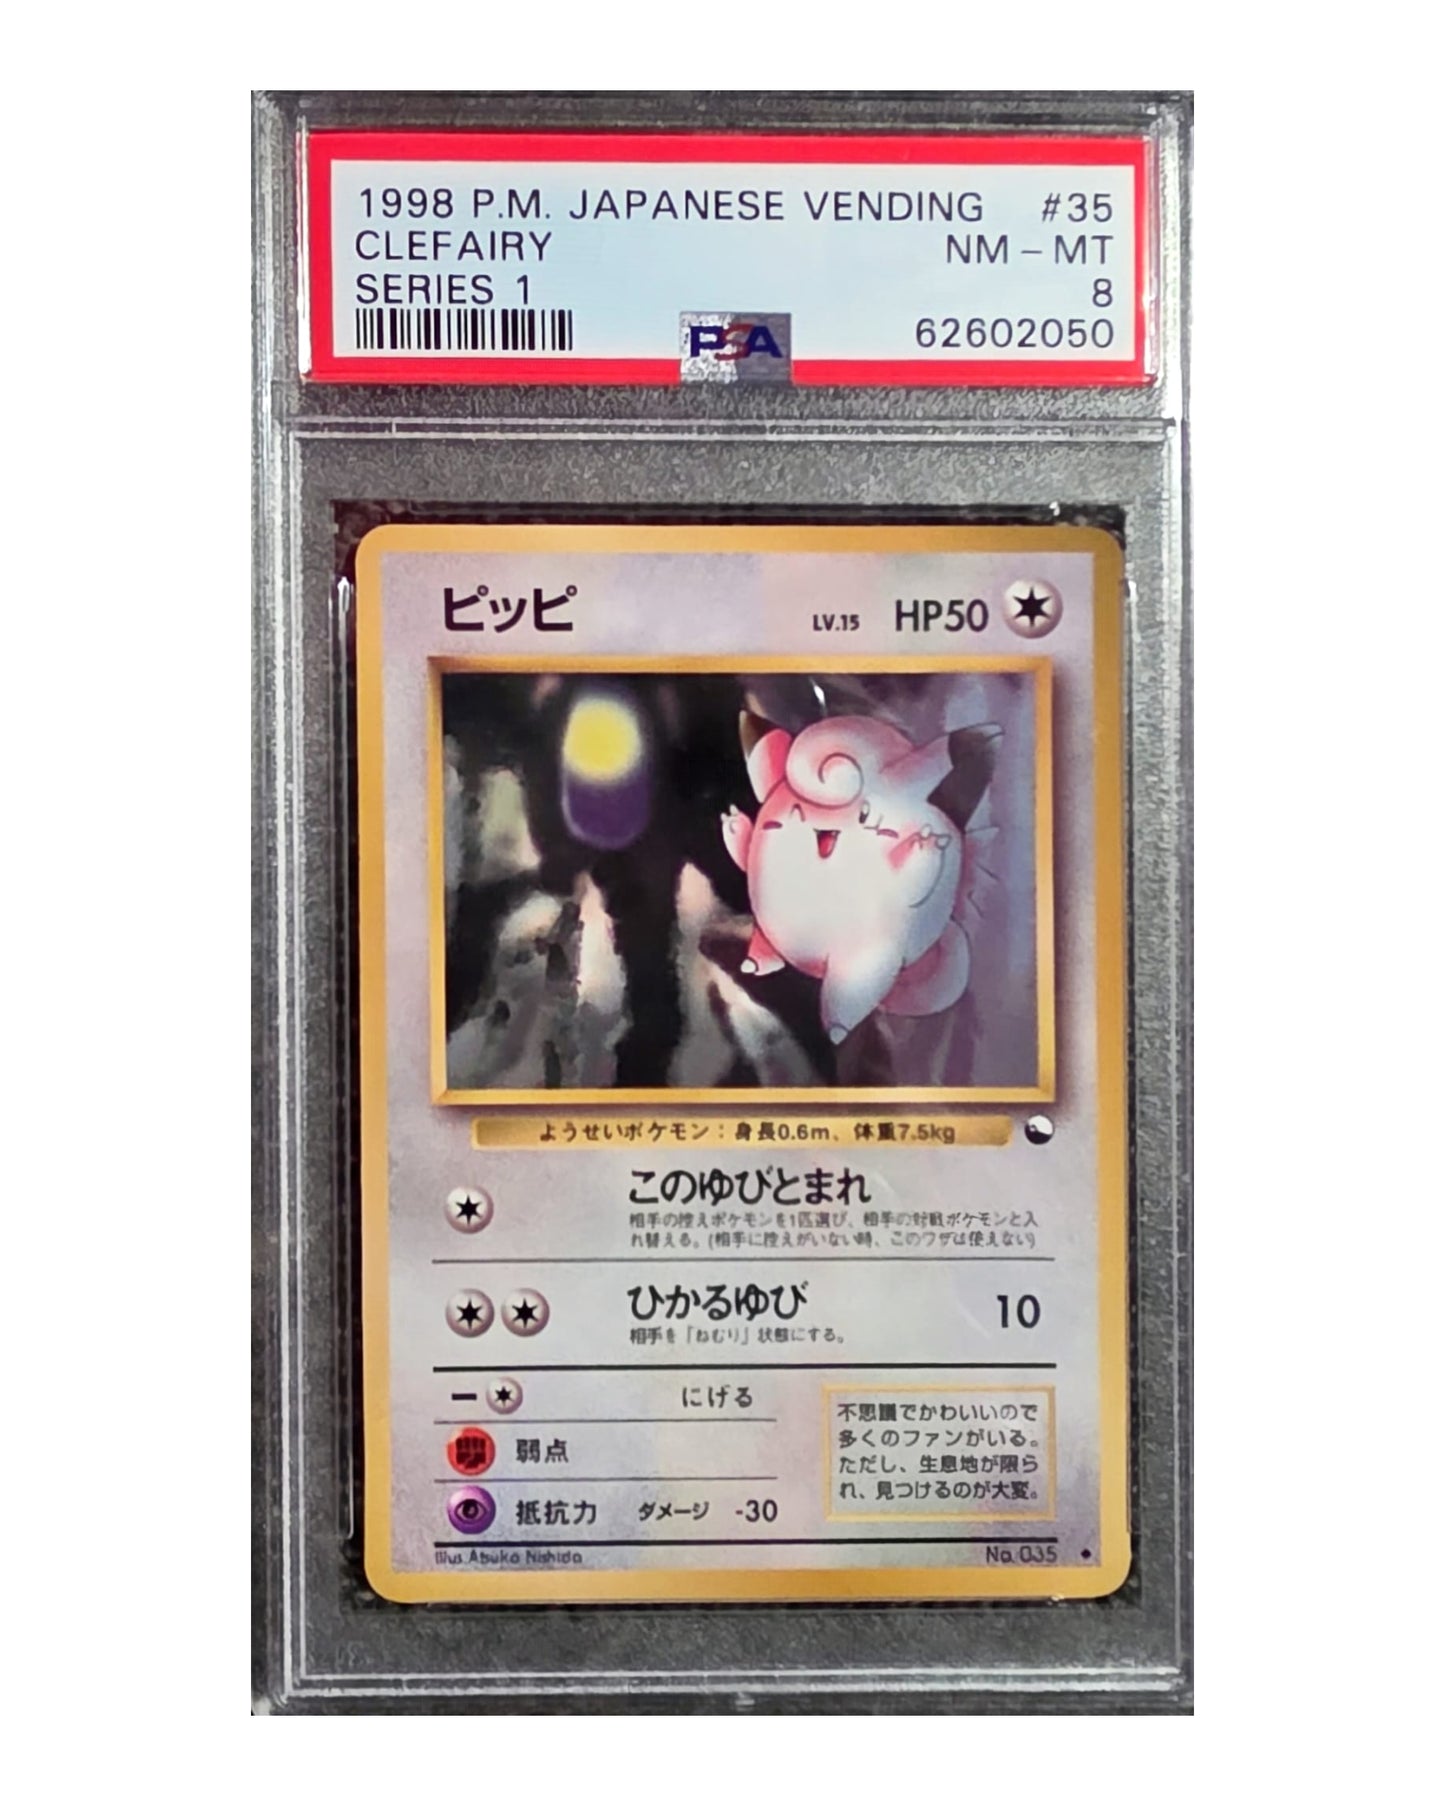 1998 P.M. JAPANESE VENDING #35
CLEFAIRY NM - MT
SERIES 1 8
PSA 62602050
ピッピ LV.15 HP50
ようせいポケモン：身長0.6m、体重7.5kg
このゆびとまれ
相手の控えポケモンを1匹選び、相手の対戦ポケモンと入
れ替える。(相手に控えがいない時、このワザは使えない)
ひかるゆび 10
相手を「ねむり」状態にする。
− にげる
弱点
抵抗力 ダメージ -30
不思議でかわいいので
多くのファンがいる。
ただし、生息地が限ら
れ、見つけるのが大変。
Illus. Atsuko Nishida No. 035